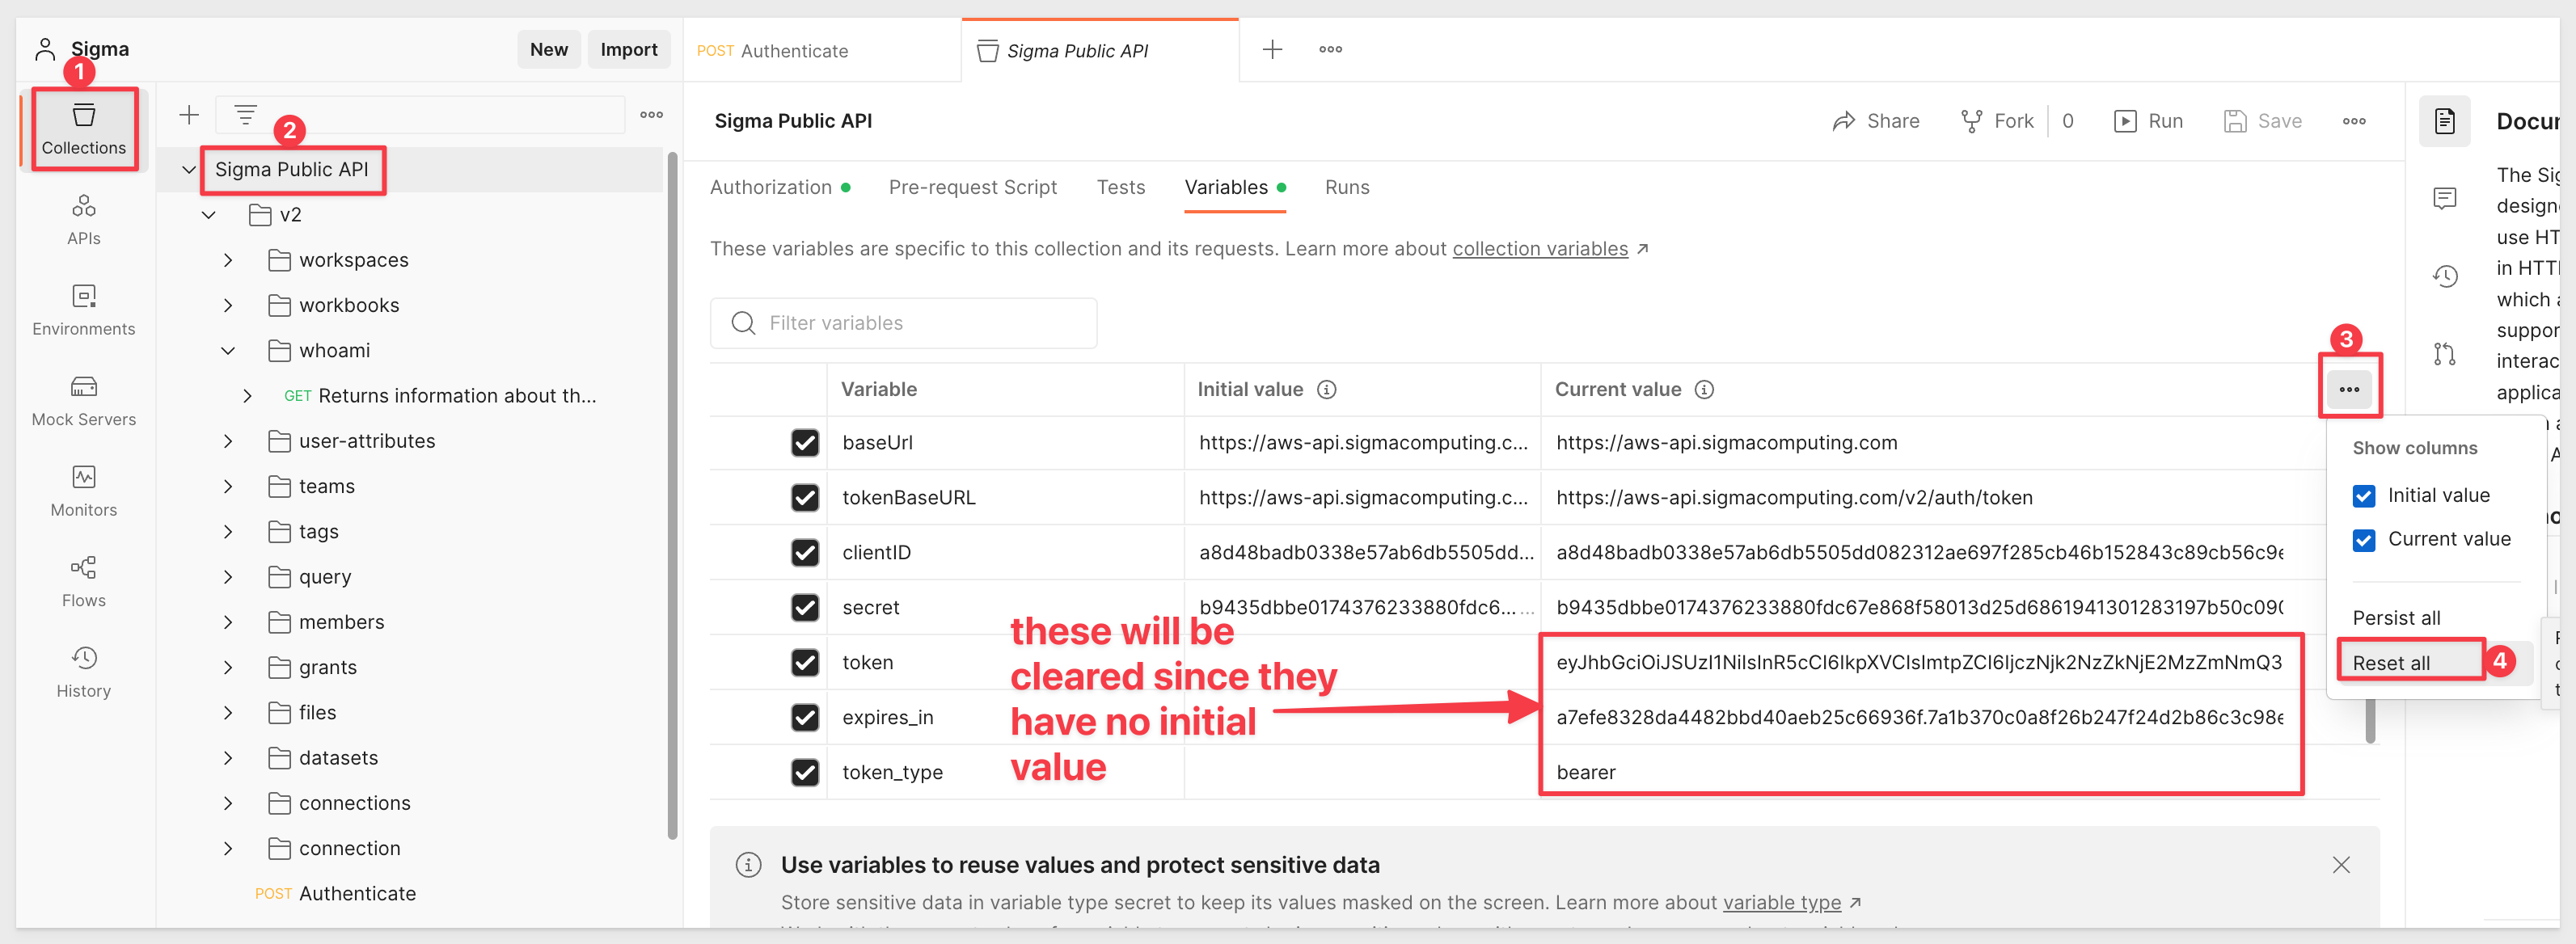 Sigma
New
Import
POST Authenticate
Sigma Public API
1
Collections
APIs
Environments
Mock Servers
Monitors
Flows
History
2
Sigma Public API
v2
workspaces
workbooks
whoami
GET Returns information about th...
user-attributes
teams
tags
query
members
grants
files
datasets
connections
connection
POST Authenticate
Sigma Public API
Share
Fork
0
Run
Save
Authorization
Pre-request Script
Tests
Variables
Runs
These variables are specific to this collection and its requests. Learn more about collection variables ↗
Filter variables
3
Variable
Initial value
Current value
baseUrl
https://aws-api.sigmacomputing.c...
https://aws-api.sigmacomputing.com
tokenBaseURL
https://aws-api.sigmacomputing.c...
https://aws-api.sigmacomputing.com/v2/auth/token
clientID
a8d48badb0338e57ab6db5505dd...
a8d48badb0338e57ab6db5505dd082312ae697f285cb46b152843c89cb56c9e
secret
b9435dbbe0174376233880fdc6...
b9435dbbe0174376233880fdc67e868f58013d25d6861941301283197b50c090
token
eyJhbGciOiJSUzI1NiIsInR5cCI6IkpXVCIsImtpZCI6IjczNjk2NzZkNjE2MzZmNmQ3
expires_in
a7efe8328da4482bbd40aeb25c66936f.7a1b370c0a8f26b247f24d2b86c3c98e
token_type
bearer
these will be
cleared since they
have no initial
value
Show columns
Initial value
Current value
Persist all
Reset all
4
Use variables to reuse values and protect sensitive data
Store sensitive data in variable type secret to keep its values masked on the screen. Learn more about variable type ↗
Docur
The Sig
design
use HT
in HTT
which a
suppor
interac
applica